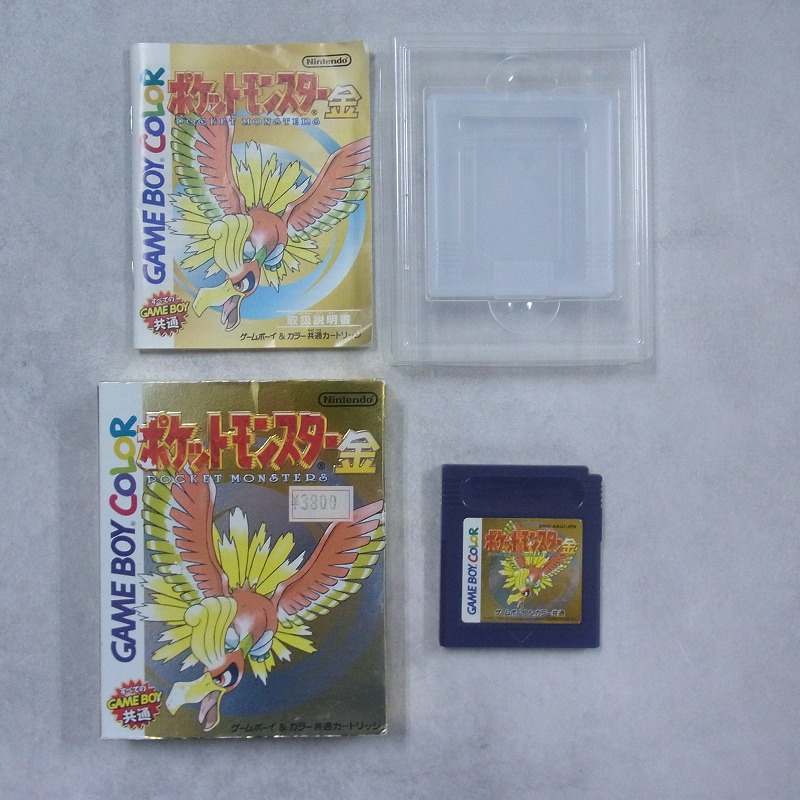 Nintendo
GAME BOY COLOR
ポケットモンスター金
POCKET MONSTERS
すべての
GAME BOY
共通
取扱説明書
ゲームボーイ&カラー共通カートリッジ
Nintendo
GAME BOY COLOR
ポケットモンスター金
POCKET MONSTERS
¥3800
すべての
GAME BOY
共通
ゲームボーイ&カラー共通カートリッジ
GAME BOY COLOR
ポケットモンスター金
ゲームボーイ&カラー共通